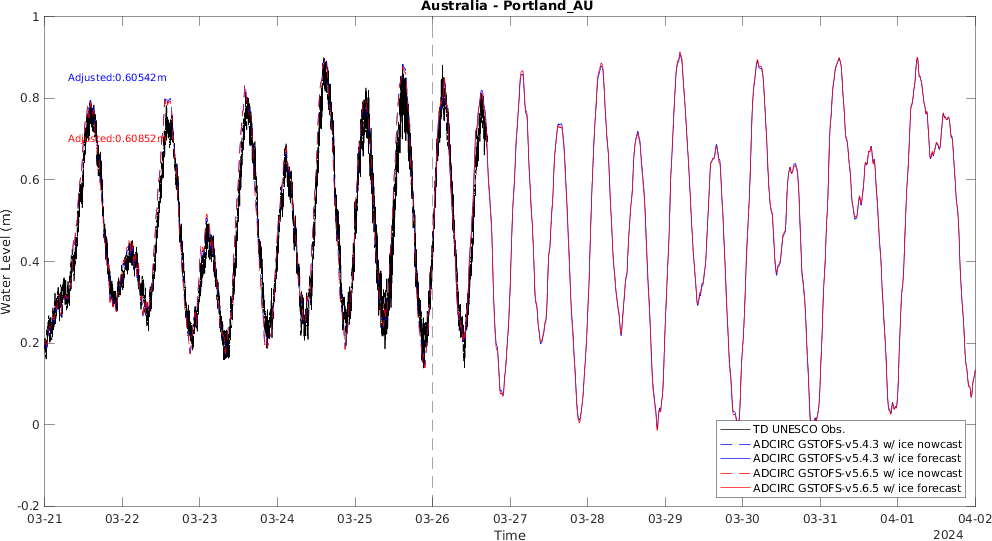 Australia - Portland_AU
1
0.8
0.6
0.4
0.2
0
-0.2
Water Level (m)
Adjusted:0.60542m
Adjusted:0.60852m
TD UNESCO Obs.
ADCIRC GSTOFS-v5.4.3 w/ ice nowcast
ADCIRC GSTOFS-v5.4.3 w/ ice forecast
ADCIRC GSTOFS-v5.6.5 w/ ice nowcast
ADCIRC GSTOFS-v5.6.5 w/ ice forecast
03-21 03-22 03-23 03-24 03-25 03-26 03-27 03-28 03-29 03-30 03-31 04-01 04-02
Time
2024